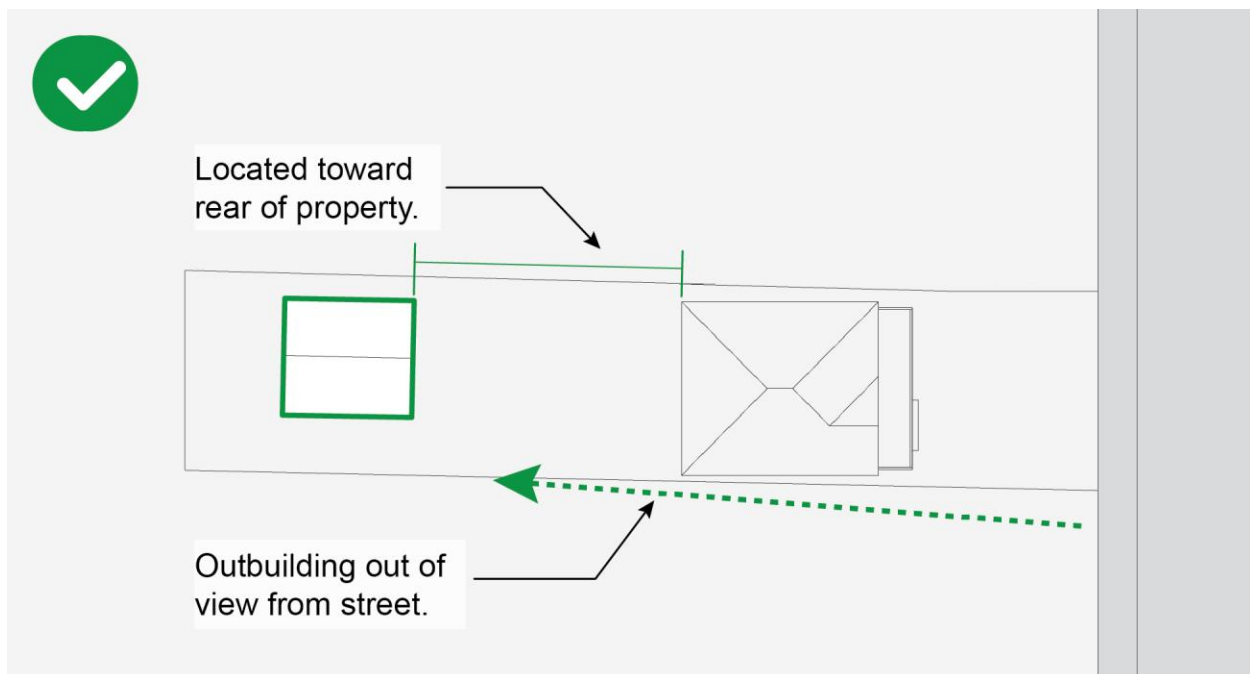 Located toward
rear of property.
Outbuilding out of
view from street.